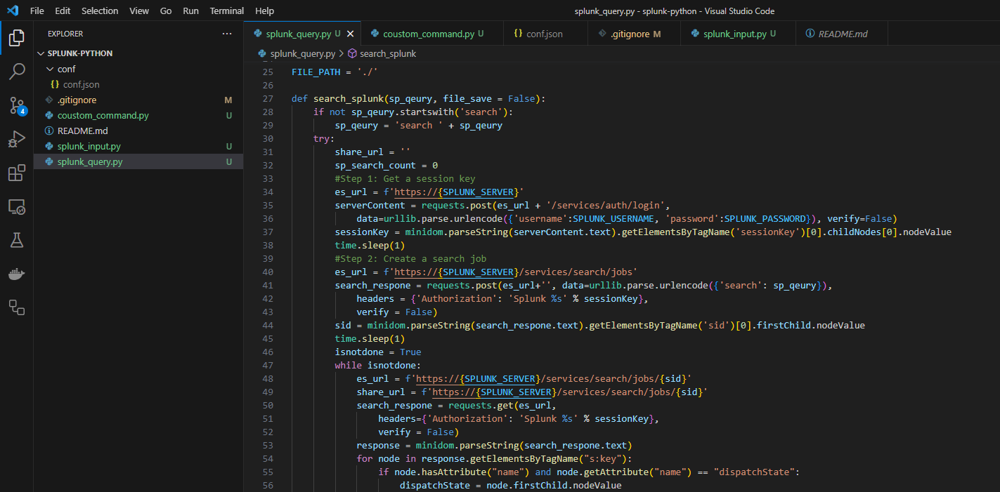 File Edit Selection View Go Run Terminal Help
splunk_query.py - splunk-python - Visual Studio Code
EXPLORER ...
SPLUNK-PYTHON
conf
{} conf.json
.gitignore M
coustom_command.py U
README.md
splunk_input.py U
splunk_query.py U
4
splunk_query.py U
coustom_command.py U
{} conf.json
.gitignore M
splunk_input.py U
README.md
splunk_query.py > search_splunk
25 FILE_PATH = './'
26
27 def search_splunk(sp_qeury, file_save = False):
28 if not sp_qeury.startswith('search'):
29 sp_qeury = 'search ' + sp_qeury
30 try:
31 share_url = ''
32 sp_search_count = 0
33 #Step 1: Get a session key
34 es_url = f'https://{SPLUNK_SERVER}'
35 serverContent = requests.post(es_url + '/services/auth/login',
36 data=urllib.parse.urlencode({'username':SPLUNK_USERNAME, 'password':SPLUNK_PASSWORD}), verify=False)
37 sessionKey = minidom.parseString(serverContent.text).getElementsByTagName('sessionKey')[0].childNodes[0].nodeValue
38 time.sleep(1)
39 #Step 2: Create a search job
40 es_url = f'https://{SPLUNK_SERVER}/services/search/jobs'
41 search_respone = requests.post(es_url+'', data=urllib.parse.urlencode({'search': sp_qeury}),
42 headers = {'Authorization': 'Splunk %s' % sessionKey},
43 verify = False)
44 sid = minidom.parseString(search_respone.text).getElementsByTagName('sid')[0].firstChild.nodeValue
45 time.sleep(1)
46 isnotdone = True
47 while isnotdone:
48 es_url = f'https://{SPLUNK_SERVER}/services/search/jobs/{sid}'
49 share_url = f'https://{SPLUNK_SERVER}/services/search/jobs/{sid}'
50 search_respone = requests.get(es_url,
51 headers={'Authorization': 'Splunk %s' % sessionKey},
52 verify = False)
53 response = minidom.parseString(search_respone.text)
54 for node in response.getElementsByTagName("s:key"):
55 if node.hasAttribute("name") and node.getAttribute("name") == "dispatchState":
56 dispatchState = node.firstChild.nodeValue